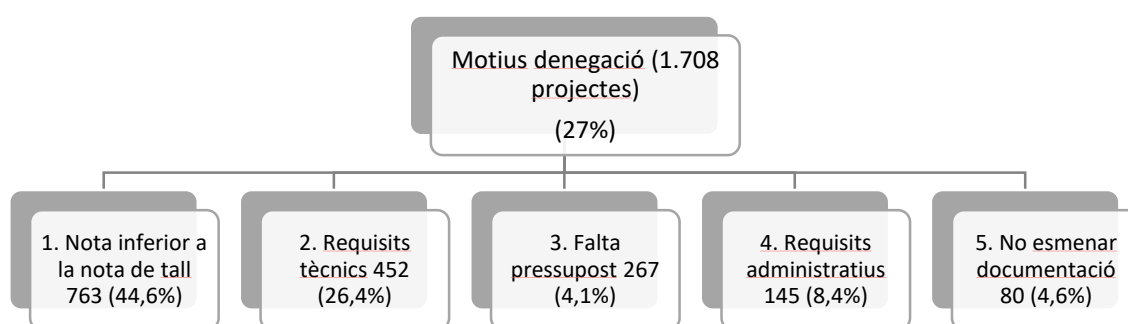 Motius denegació (1.708
projectes)
(27%)
1. Nota inferior a
la nota de tall
763 (44,6%)
2. Requisits
tècnics 452
(26,4%)
3. Falta
pressupost 267
(4,1%)
4. Requisits
administratius
145 (8,4%)
5. No esmenar
documentació
80 (4,6%)